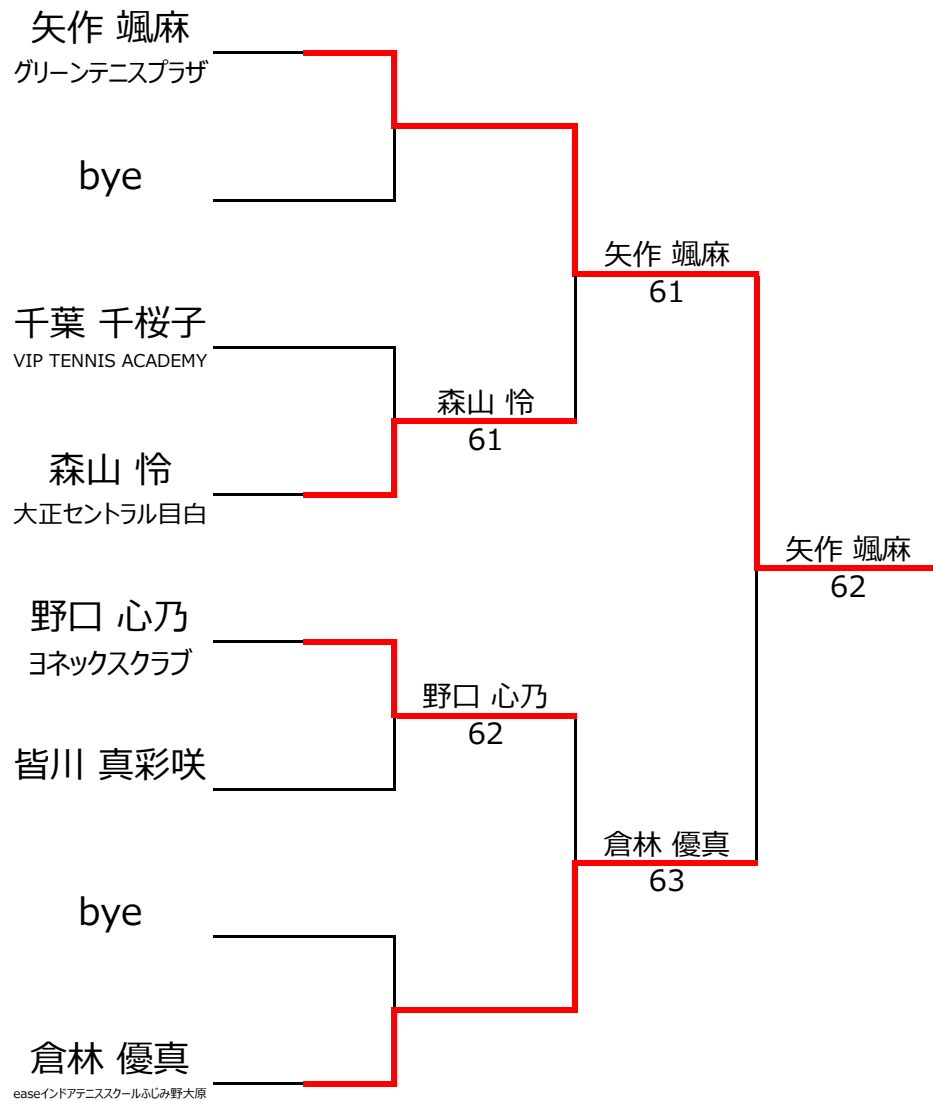 矢作 颯麻
グリーンテニスプラザ
bye
矢作 颯麻
61
千葉 千桜子
VIP TENNIS ACADEMY
森山 怜
61
森山 怜
大正セントラル目白
矢作 颯麻
62
野口 心乃
ヨネックスクラブ
野口 心乃
62
皆川 真彩咲
倉林 優真
63
bye
倉林 優真
easeインドアテニススクールふじみ野大原